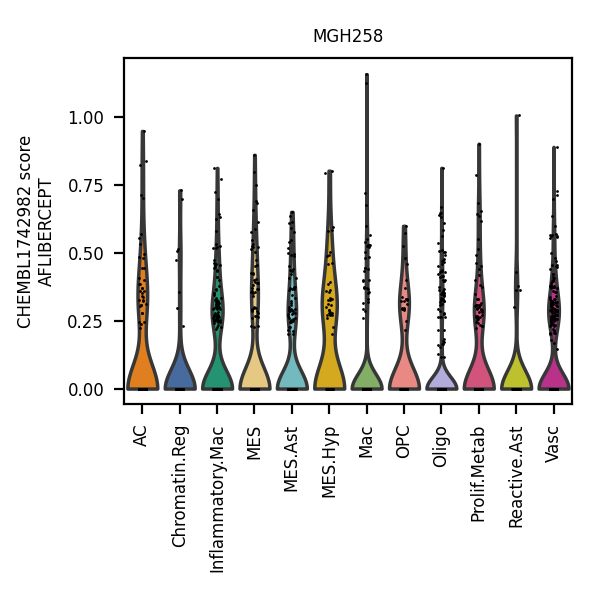 MGH258
CHEMBL1742982 score
AFLIBERCEPT
1.00
0.75
0.50
0.25
0.00
AC
Chromatin.Reg
Inflammatory.Mac
MES
MES.Ast
MES.Hyp
Mac
OPC
Oligo
Prolif.Metab
Reactive.Ast
Vasc